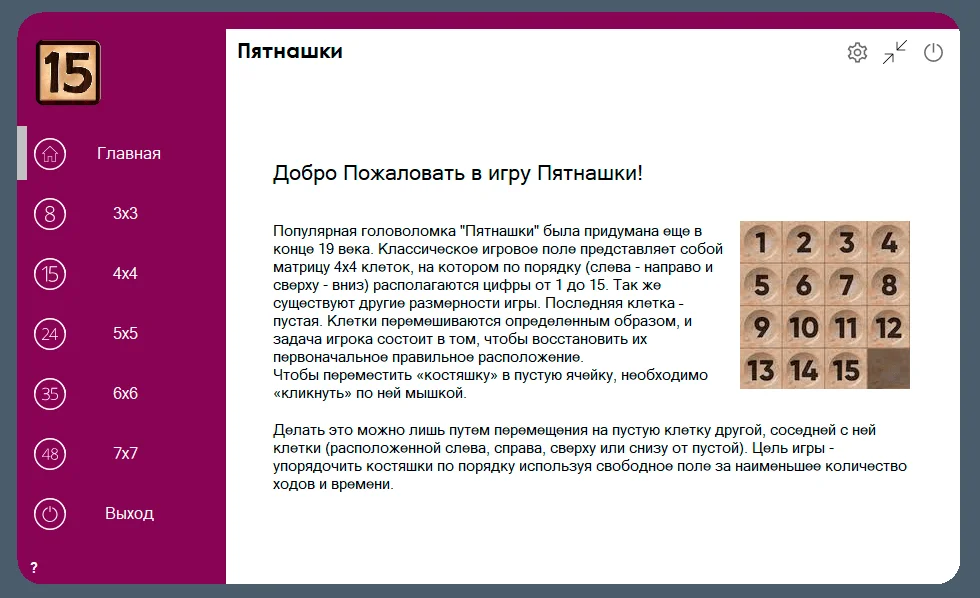 15
Пятнашки
Главная
8 3x3
15 4x4
24 5x5
35 6x6
48 7x7
Выход
?
Добро Пожаловать в игру Пятнашки!
Популярная головоломка "Пятнашки" была придумана еще в
конце 19 века. Классическое игровое поле представляет собой
матрицу 4x4 клеток, на котором по порядку (слева - направо и
сверху - вниз) располагаются цифры от 1 до 15. Так же
существуют другие размерности игры. Последняя клетка -
пустая. Клетки перемешиваются определенным образом, и
задача игрока состоит в том, чтобы восстановить их
первоначальное правильное расположение.
Чтобы переместить «костяшку» в пустую ячейку, необходимо
«кликнуть» по ней мышкой.
1 2 3 4
5 6 7 8
9 10 11 12
13 14 15
Делать это можно лишь путем перемещения на пустую клетку другой, соседней с ней
клетки (расположенной слева, справа, сверху или снизу от пустой). Цель игры -
упорядочить костяшки по порядку используя свободное поле за наименьшее количество
ходов и времени.